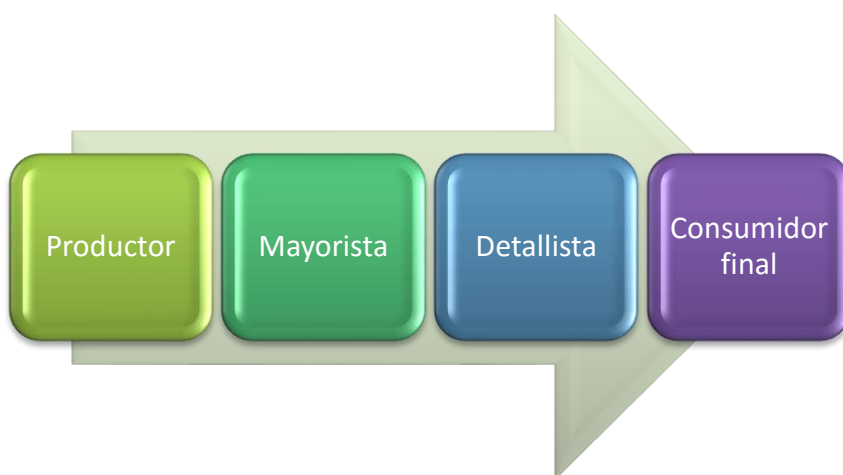 Productor
Mayorista
Detallista
Consumidor
final